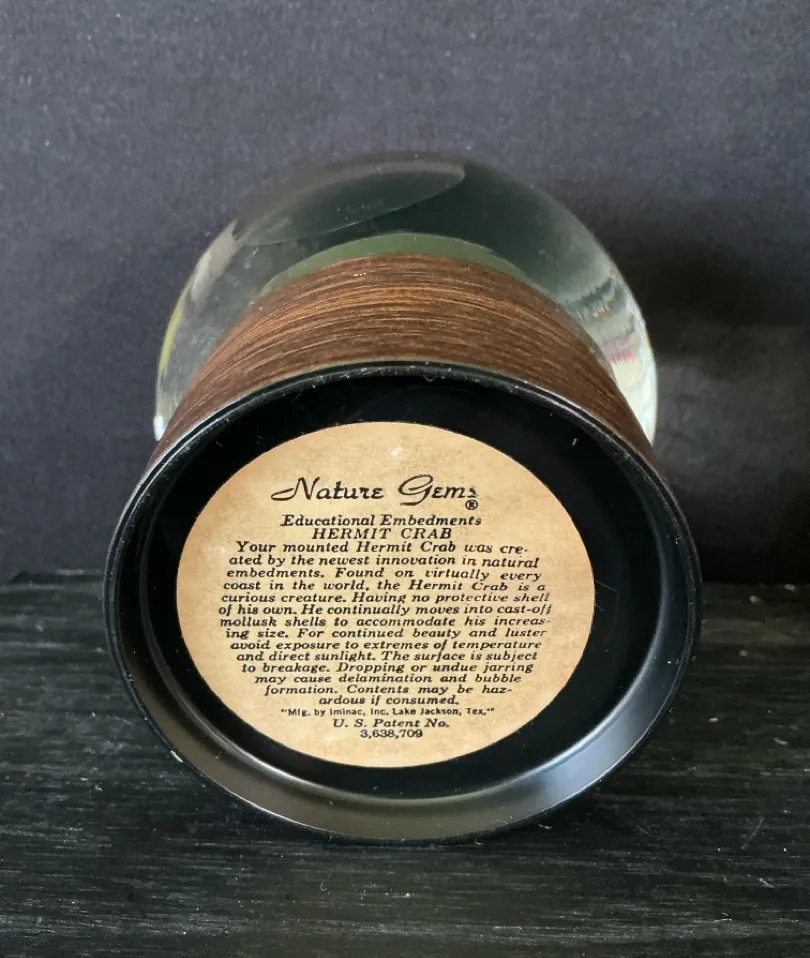 Nature Gems®
Educational Embedments
HERMIT CRAB
Your mounted Hermit Crab was cre-
ated by the newest innovation in natural
embedments. Found on virtually every
coast in the world, the Hermit Crab is a
curious creature. Having no protective shell
of his own. He continually moves into cast-off
mollusk shells to accommodate his increas-
ing size. For continued beauty and luster
avoid exposure to extremes of temperature
and direct sunlight. The surface is subject
to breakage. Dropping or undue jarring
may cause delamination and bubble
formation. Contents may be haz-
ardous if consumed.
"Mfg. by Iminac, Inc. Lake Jackson, Tex."
U. S. Patent No.
3,638,709